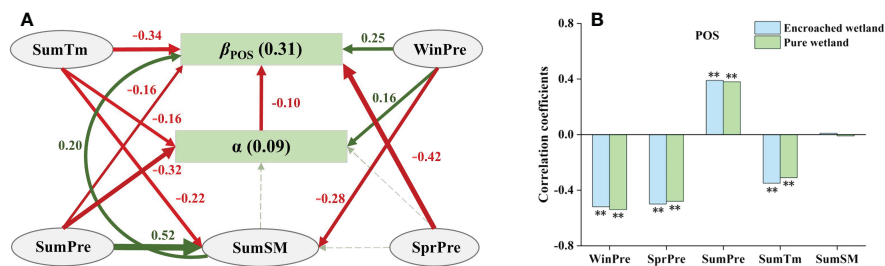 A
SumTm
-0.34
βPOS (0.31)
0.25
WinPre
-0.16
-0.16
-0.10
0.16
0.20
α (0.09)
-0.32
-0.42
-0.22
-0.28
SumPre
0.52
SumSM
SprPre
B
POS
Encroached wetland
Pure wetland
Correlation coefficients
0.8
0.4
0.0
-0.4
-0.8
** **
** **
** **
** **
WinPre SprPre SumPre SumTm SumSM